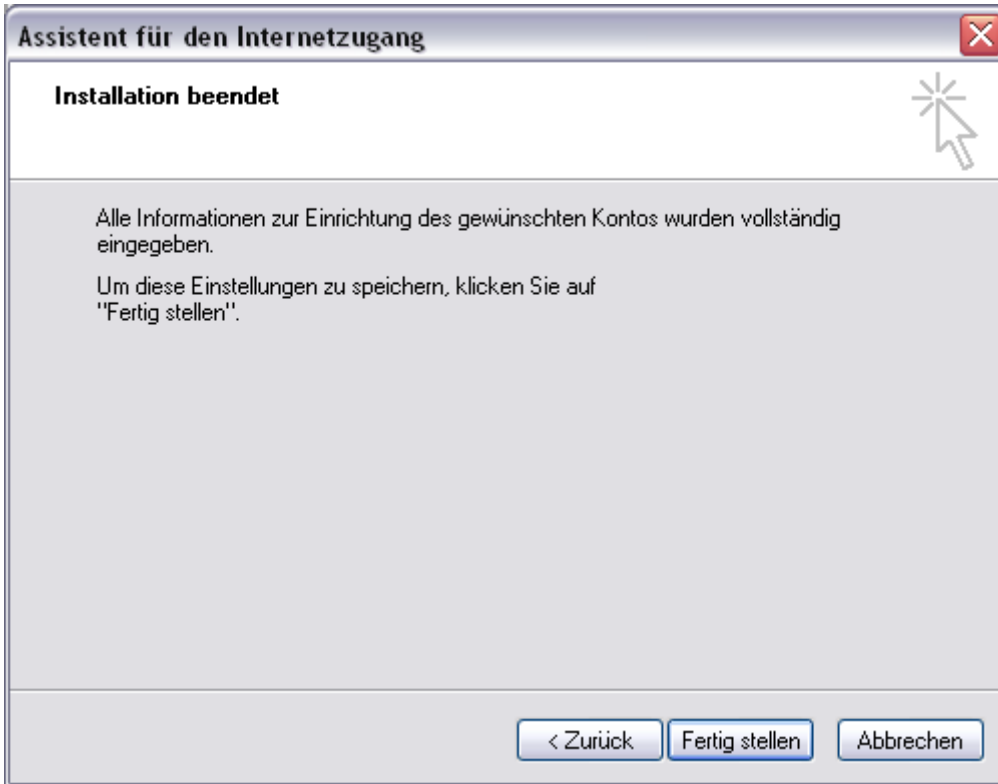 Assistent für den Internetzugang
Installation beendet
Alle Informationen zur Einrichtung des gewünschten Kontos wurden vollständig
eingegeben.
Um diese Einstellungen zu speichern, klicken Sie auf
"Fertig stellen".
< Zurück Fertig stellen Abbrechen